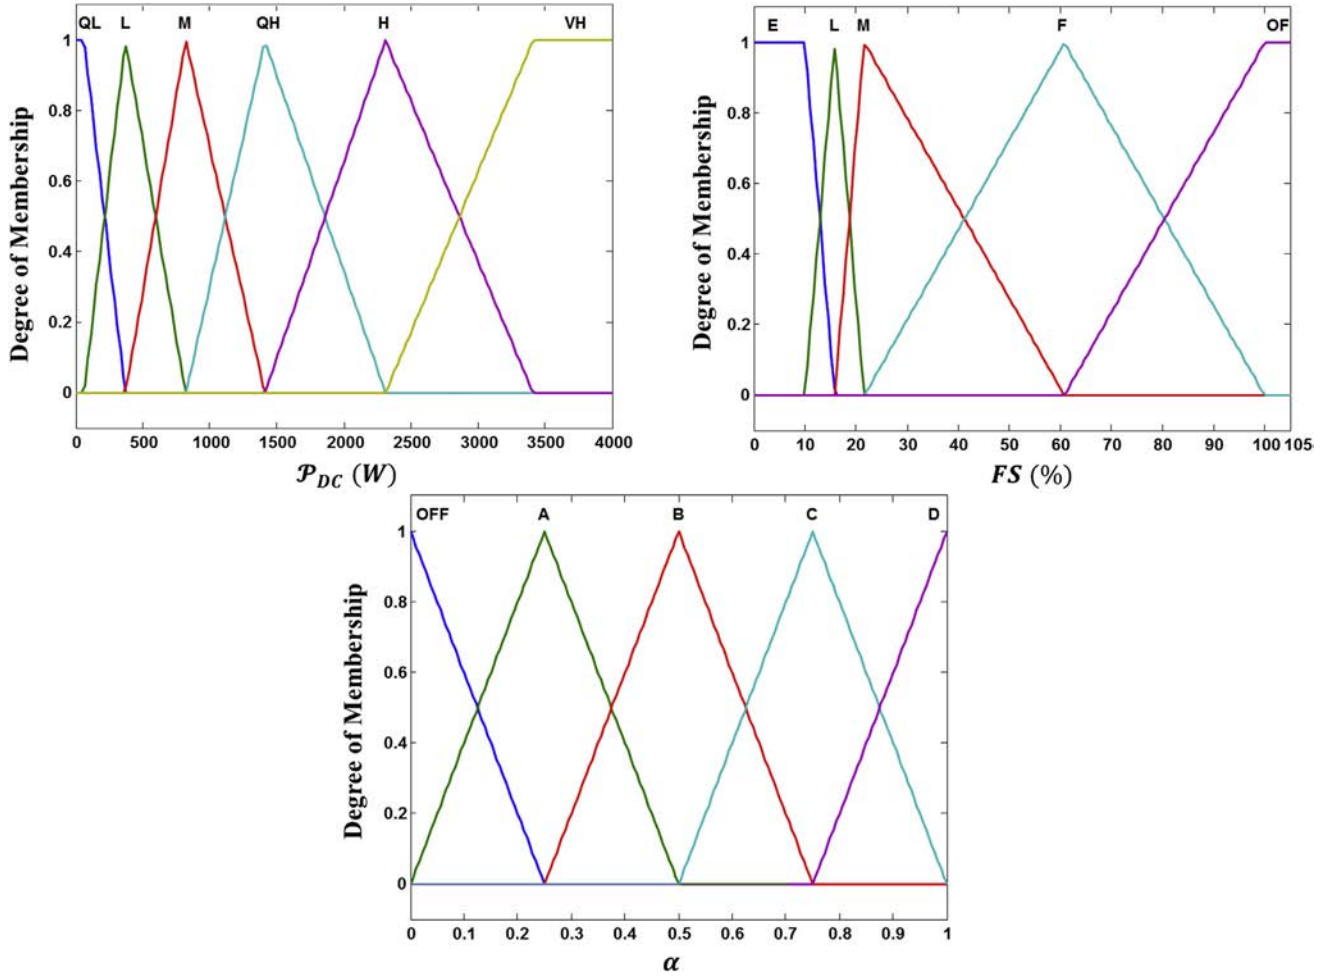 QL L M QH H VH
Degree of Membership
1
0.8
0.6
0.4
0.2
0
0 500 1000 1500 2000 2500 3000 3500 4000
𝒫DC (W)
E L M F OF
Degree of Membership
1
0.8
0.6
0.4
0.2
0
0 10 20 30 40 50 60 70 80 90 100 105
FS (%)
OFF A B C D
Degree of Membership
1
0.8
0.6
0.4
0.2
0
0 0.1 0.2 0.3 0.4 0.5 0.6 0.7 0.8 0.9 1
α